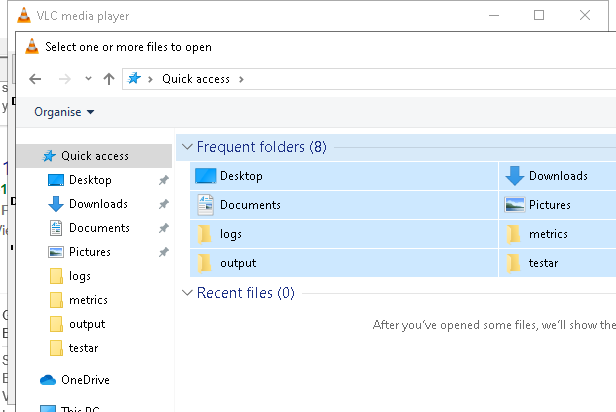 VLC media player
Select one or more files to open
Quick access
Organise
Quick access
Desktop
Downloads
Documents
Pictures
logs
metrics
output
testar
OneDrive
This PC
Frequent folders (8)
Desktop
Downloads
Documents
Pictures
logs
metrics
output
testar
Recent files (0)
After you've opened some files, we'll show the